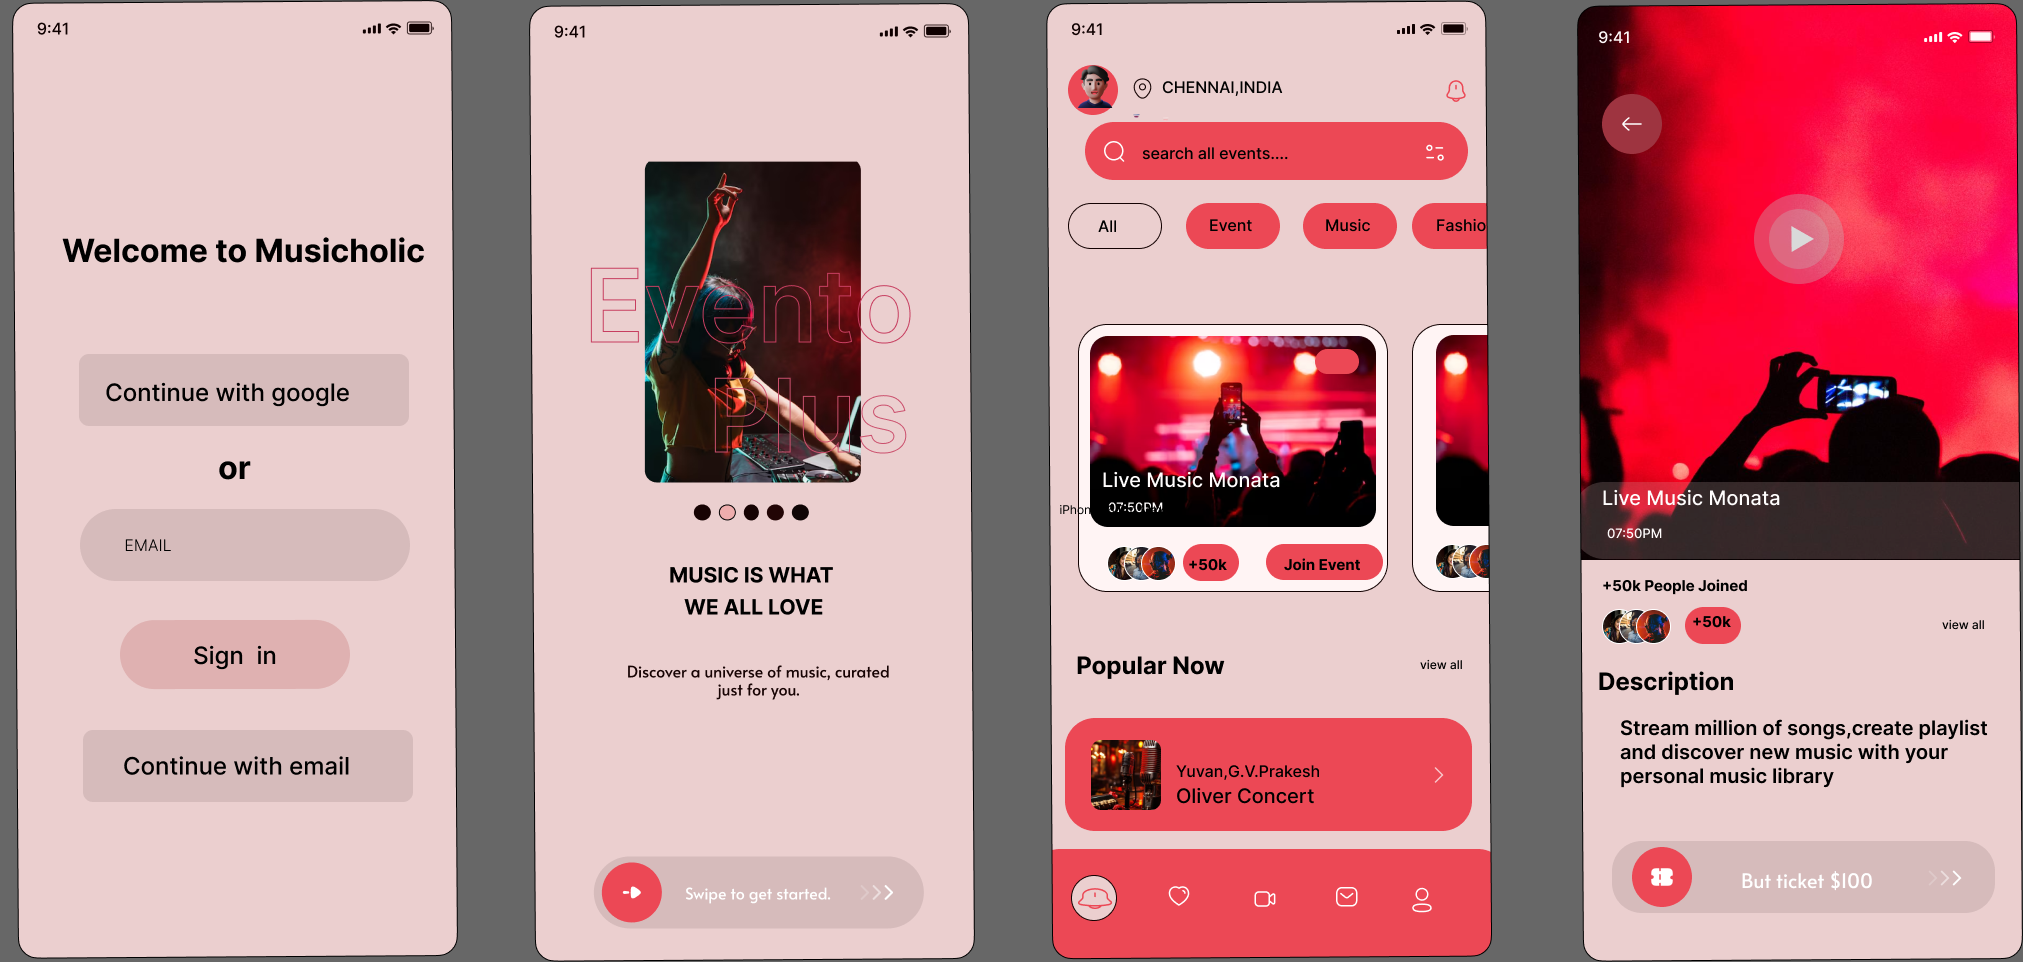 9:41
Welcome to Musicholic
Continue with google
or
EMAIL
Sign in
Continue with email
9:41
Evento
Plus
MUSIC IS WHAT
WE ALL LOVE
Discover a universe of music, curated
just for you.
Swipe to get started.
9:41
CHENNAI,INDIA
search all events....
All
Event
Music
Fashio
Live Music Monata
07:50PM
+50k
Join Event
Popular Now
view all
Yuvan,G.V.Prakesh
Oliver Concert
9:41
Live Music Monata
07:50PM
+50k People Joined
+50k
view all
Description
Stream million of songs,create playlist
and discover new music with your
personal music library
But ticket $100